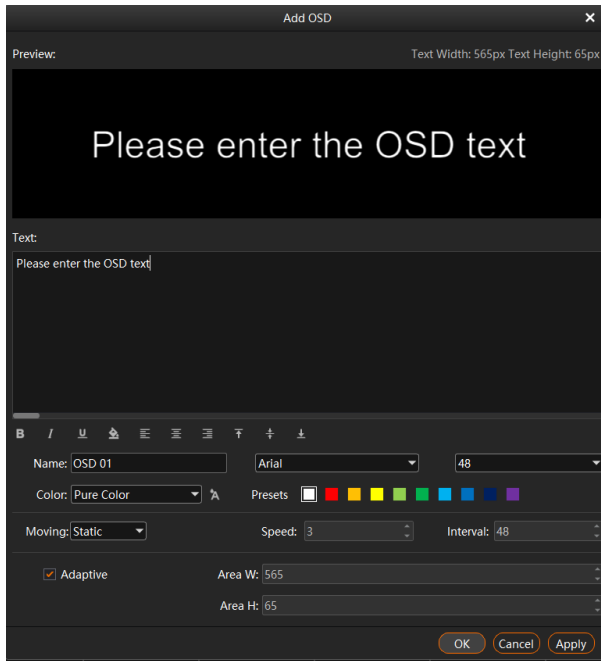 Add OSD
Preview:
Text Width: 565px Text Height: 65px
Please enter the OSD text
Text:
Please enter the OSD text
B I U
Name: OSD 01 Arial 48
Color: Pure Color A Presets
Moving: Static Speed: 3 Interval: 48
Adaptive Area W: 565
Area H: 65
OK Cancel Apply